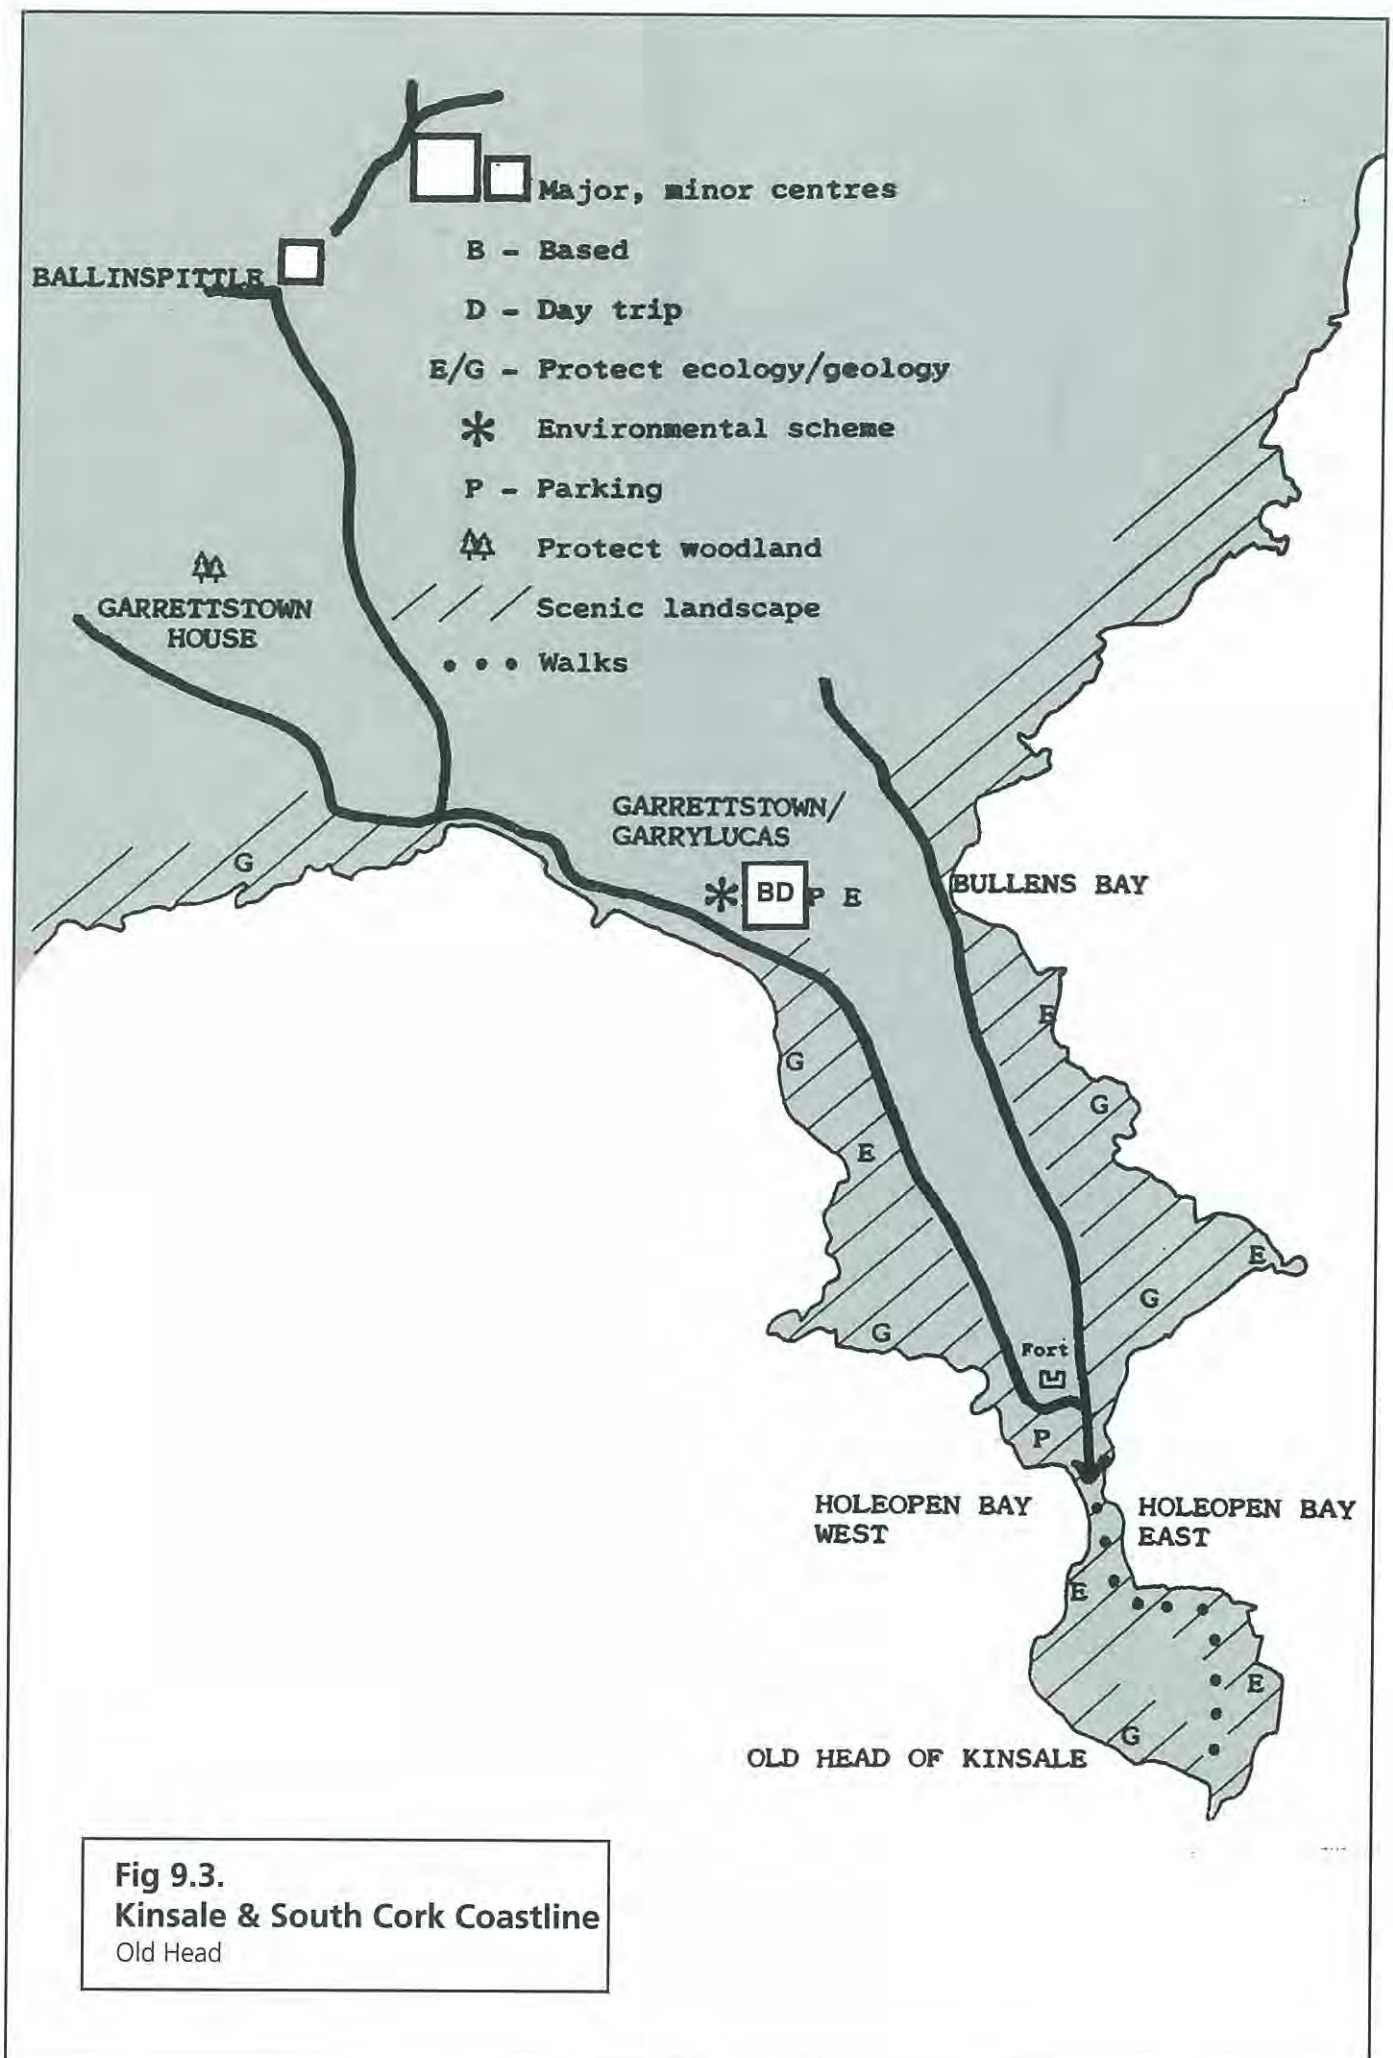 Major, minor centres
BALLINSPITTLE
B - Based
D - Day trip
E/G - Protect ecology/geology
Environmental scheme
P - Parking
Protect woodland
GARRETTSTOWN
HOUSE
Scenic landscape
Walks
GARRETTSTOWN/
GARRYLUCAS
G
BD P E
BULLENS BAY
E
G
G
E
E
G
G
Fort
P
HOLEOPEN BAY
WEST
HOLEOPEN BAY
EAST
E
E
G
OLD HEAD OF KINSALE
Fig 9.3.
Kinsale & South Cork Coastline
Old Head